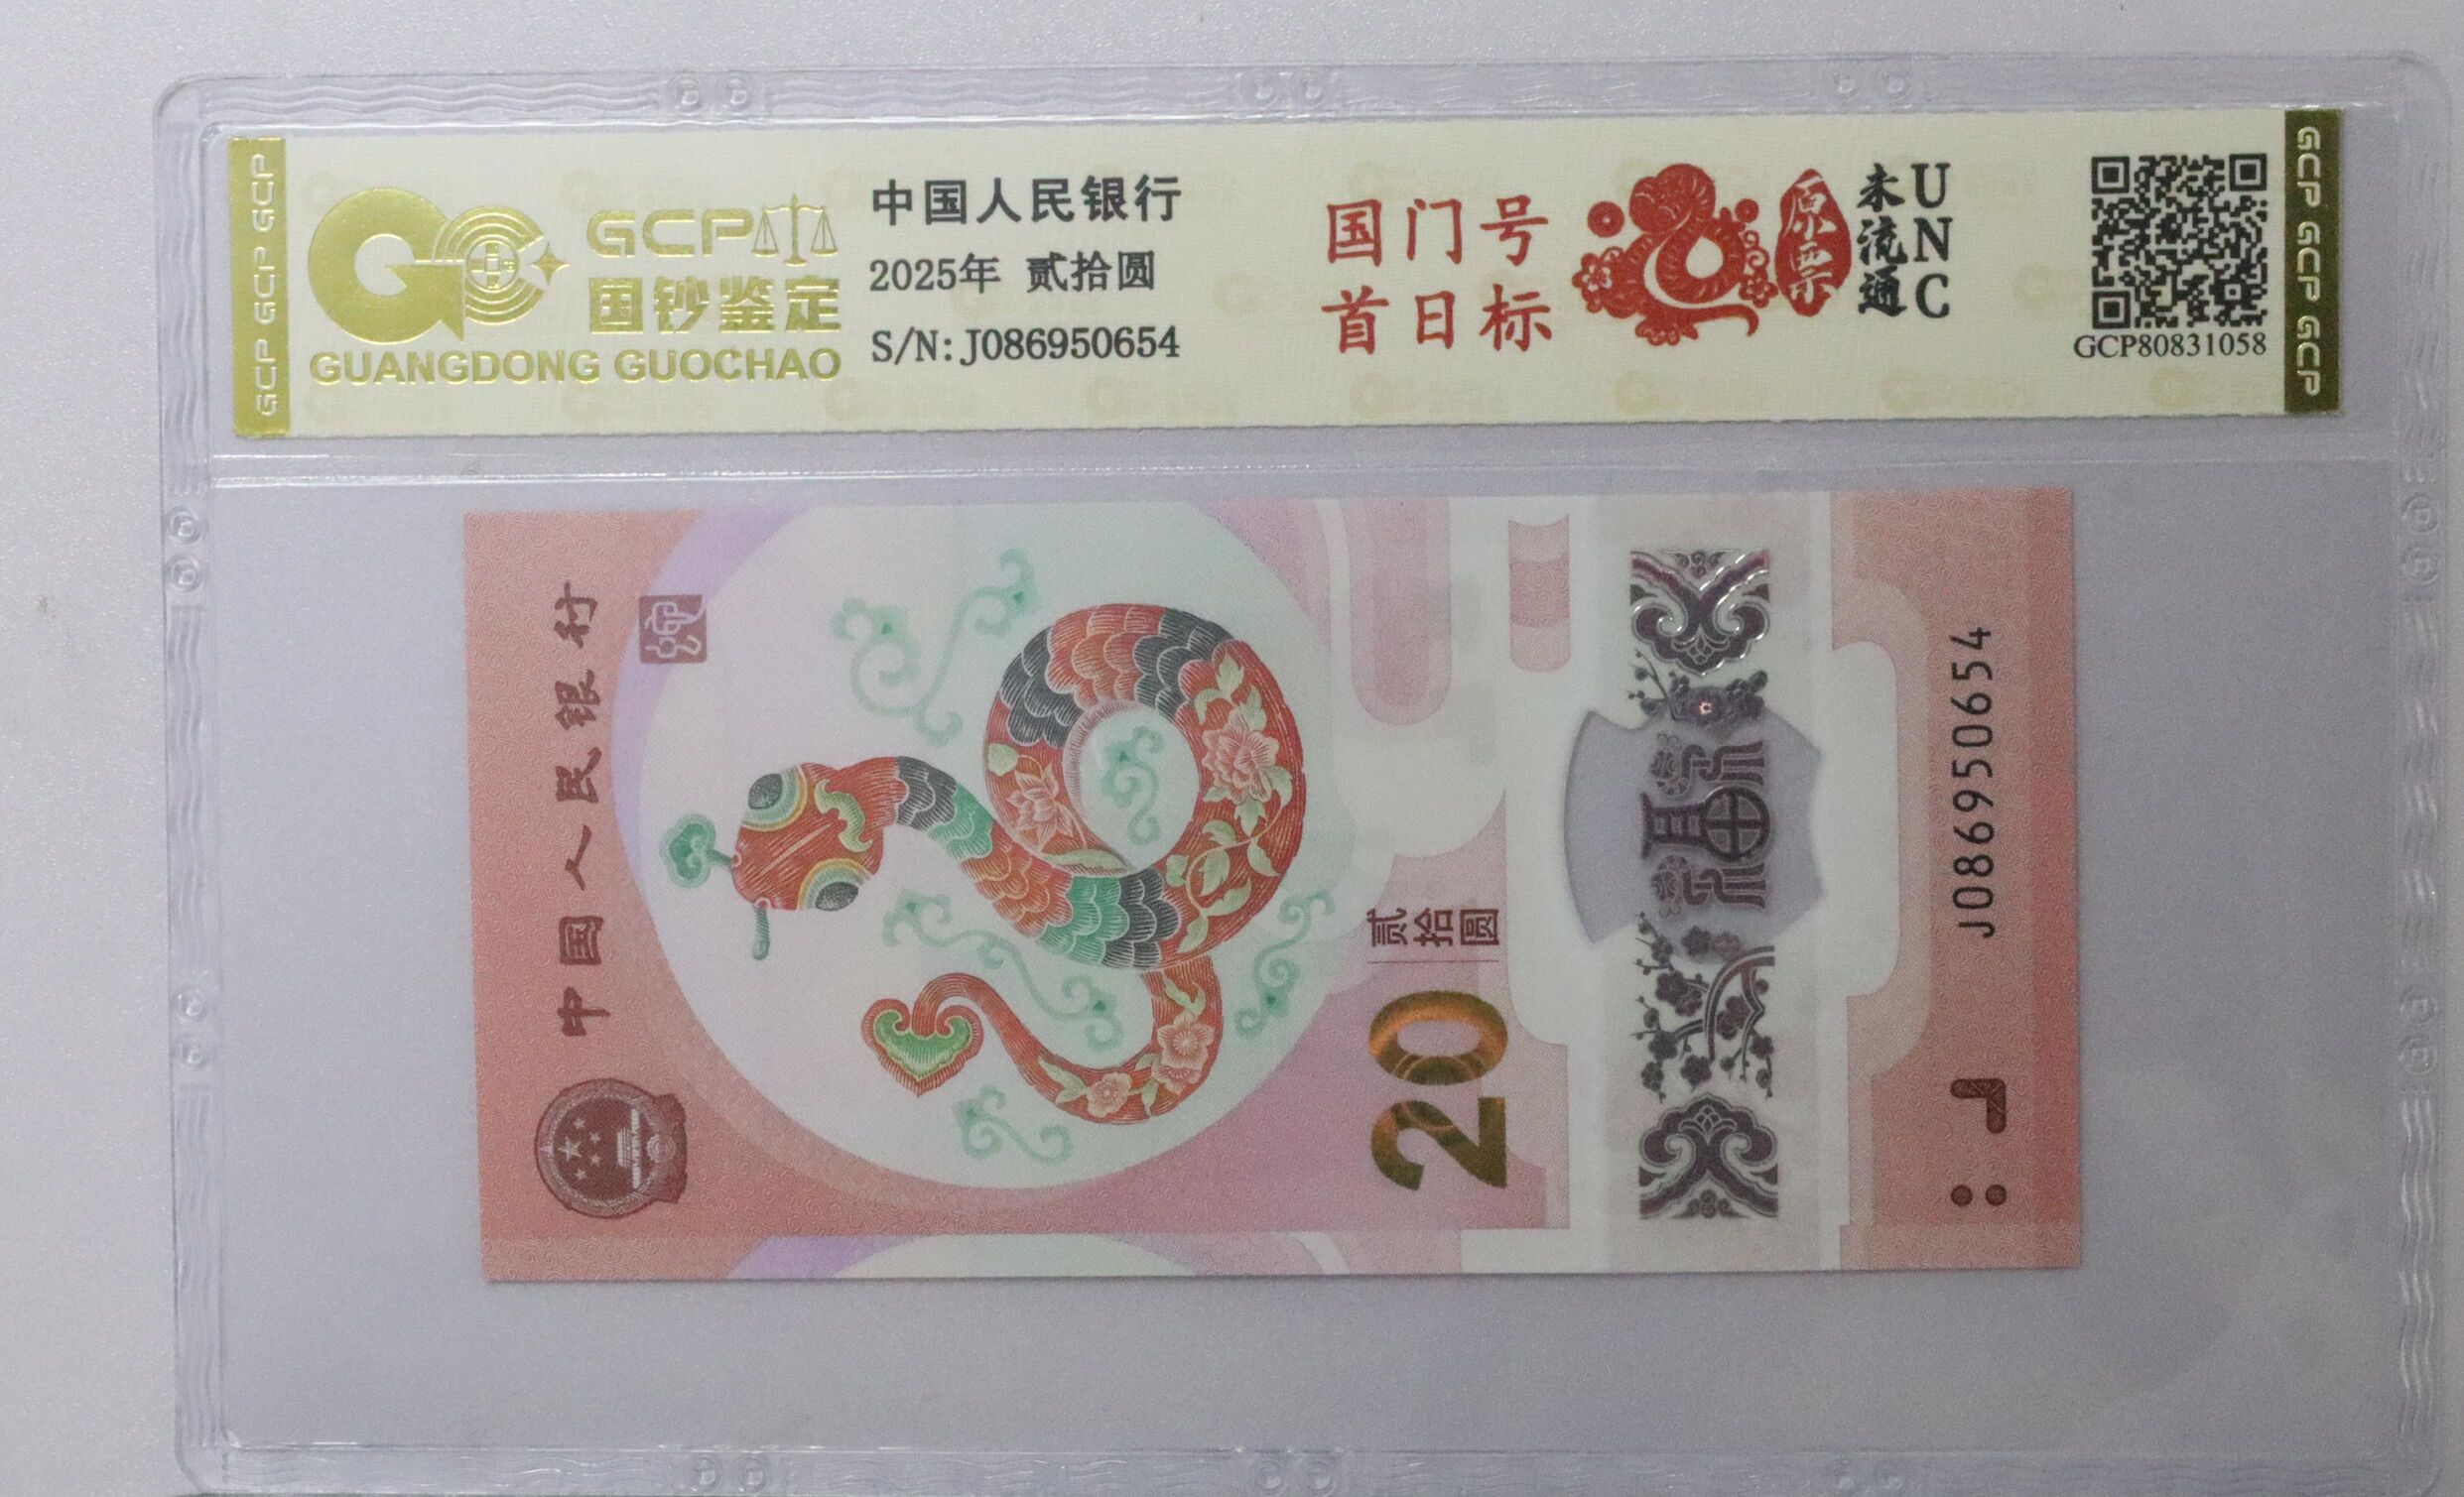 GCP GCP GCP
GCP
国钞鉴定
GUANGDONG GUOCHAO
中国人民银行
2025年 贰拾圆
S/N: J086950654
国门号
首日标
原票
未流通
UNC
GCP80831058
GCP GCP GCP
中国人民银行
贰拾圆
20
福
J086950654